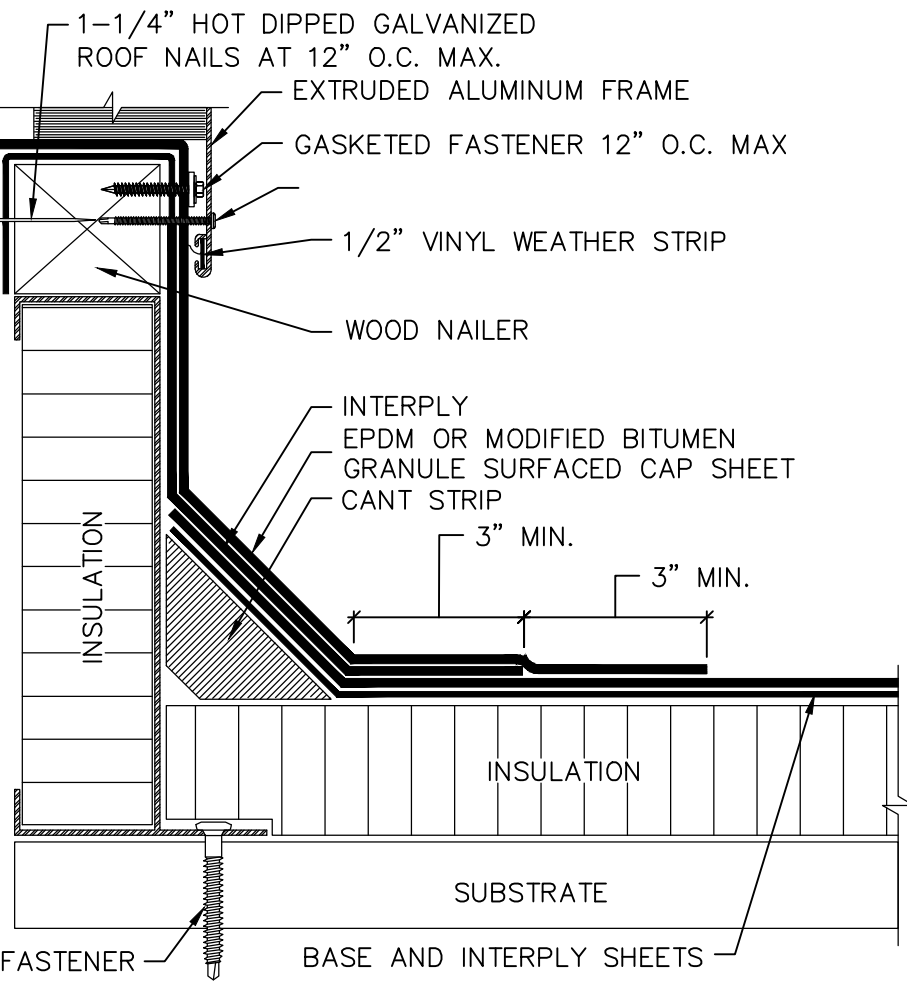 1-1/4” HOT DIPPED GALVANIZED
ROOF NAILS AT 12” O.C. MAX.
EXTRUDED ALUMINUM FRAME
GASKETED FASTENER 12” O.C. MAX
1/2” VINYL WEATHER STRIP
WOOD NAILER
INTERPLY
EPDM OR MODIFIED BITUMEN
GRANULE SURFACED CAP SHEET
CANT STRIP
3” MIN.
3” MIN.
INSULATION
INSULATION
SUBSTRATE
FASTENER
BASE AND INTERPLY SHEETS